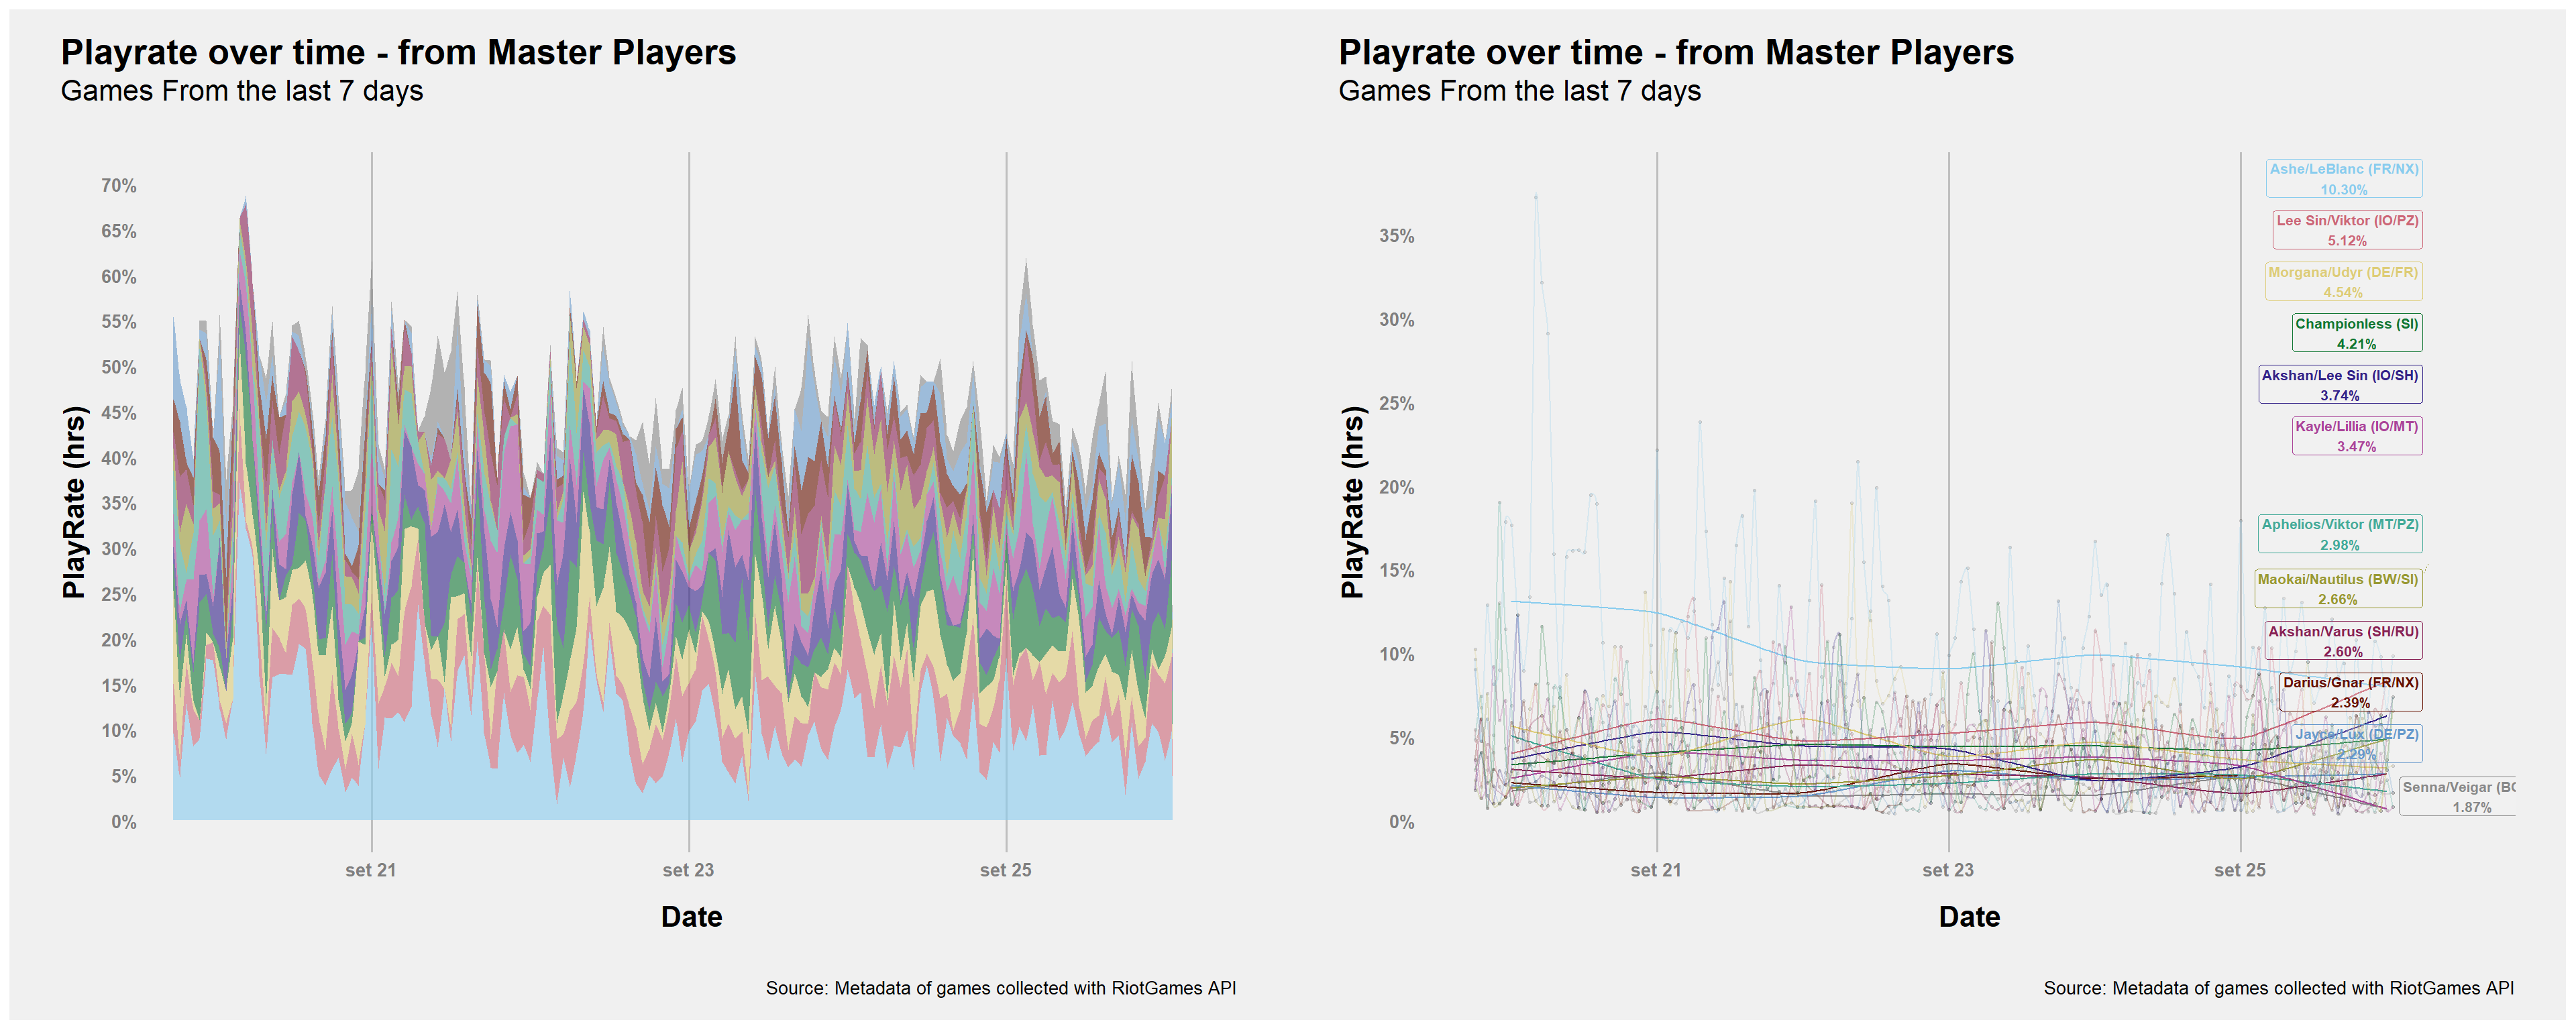 Playrate over time - from Master Players
Games From the last 7 days
PlayRate (hrs)
70%
65%
60%
55%
50%
45%
40%
35%
30%
25%
20%
15%
10%
5%
0%
set 21
set 23
set 25
Date
Source: Metadata of games collected with RiotGames API
Playrate over time - from Master Players
Games From the last 7 days
PlayRate (hrs)
35%
30%
25%
20%
15%
10%
5%
0%
set 21
set 23
set 25
Date
Ashe/LeBlanc (FR/NX)
10.30%
Lee Sin/Viktor (IO/PZ)
5.12%
Morgana/Udyr (DE/FR)
4.54%
Championless (SI)
4.21%
Akshan/Lee Sin (IO/SH)
3.74%
Kayle/Lillia (IO/MT)
3.47%
Aphelios/Viktor (MT/PZ)
2.98%
Maokai/Nautilus (BW/SI)
2.66%
Akshan/Varus (SH/RU)
2.60%
Darius/Gnar (FR/NX)
2.39%
Jayce/Lux (DE/PZ)
2.29%
Senna/Veigar (BC
1.87%
Source: Metadata of games collected with RiotGames API